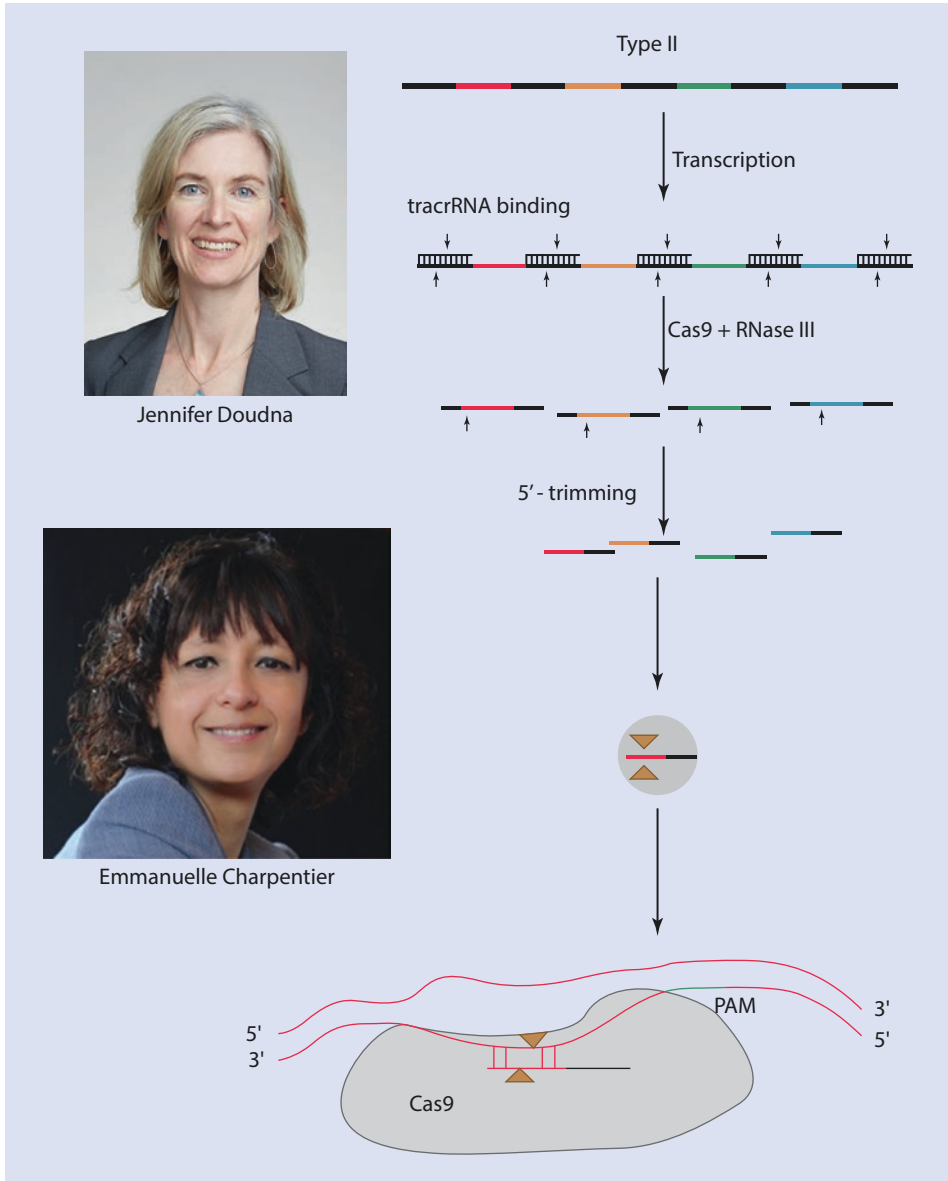 Type II
Transcription
tracrRNA binding
Cas9 + RNase III
Jennifer Doudna
5′ - trimming
Emmanuelle Charpentier
PAM
3'
5'
5'
3'
Cas9